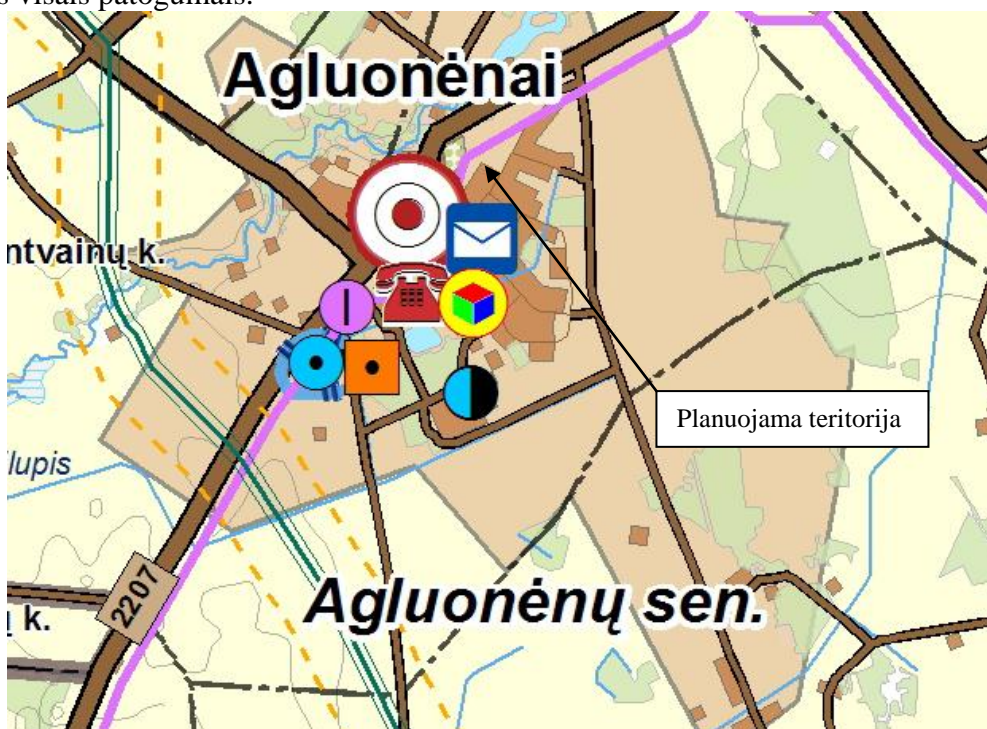 s visais patogumais.
Agluonėnai
ntvainų k.
Planuojama teritorija
lupis
Agluonėnų sen.
2207
k.